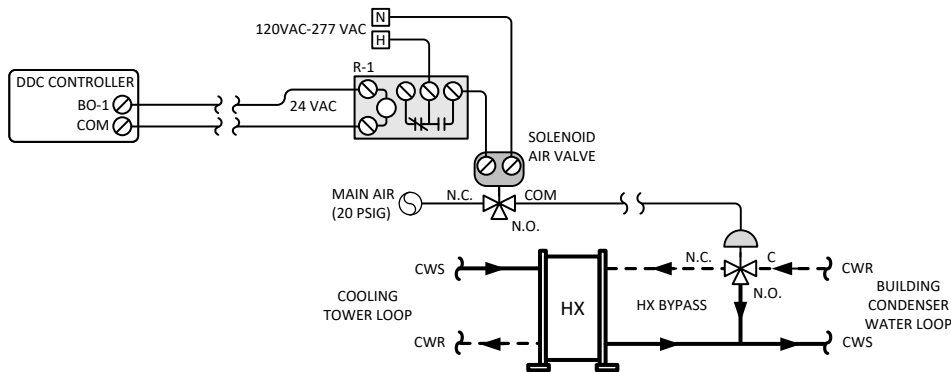 N
120VAC-277 VAC
H
R-1
DDC CONTROLLER
BO-1
24 VAC
COM
SOLENOID
AIR VALVE
MAIN AIR
(20 PSIG)
N.C.
COM
N.O.
CWS
N.C.
C
CWR
N.O.
COOLING
TOWER LOOP
HX
HX BYPASS
BUILDING
CONDENSER
WATER LOOP
CWR
CWS